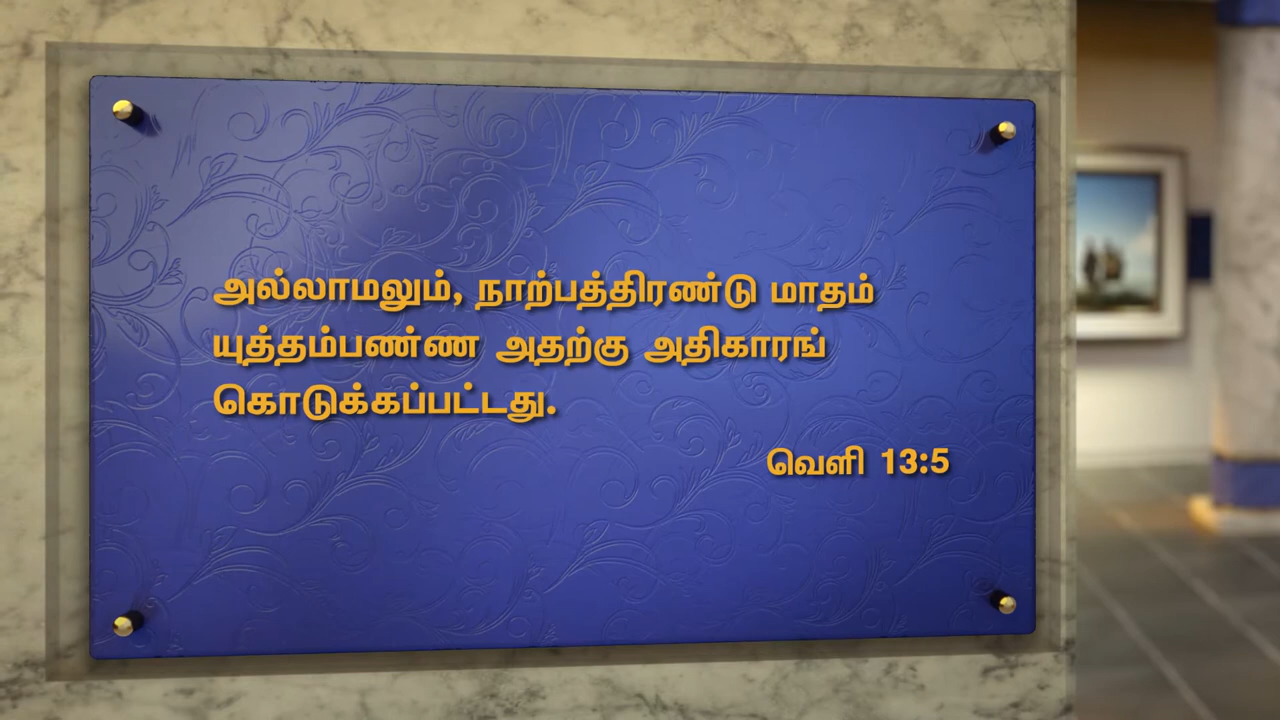 அல்லாமலும், நாற்பத்திரண்டு மாதம்
யுத்தம்பண்ண அதற்கு அதிகாரங்
கொடுக்கப்பட்டது.
வெளி 13:5